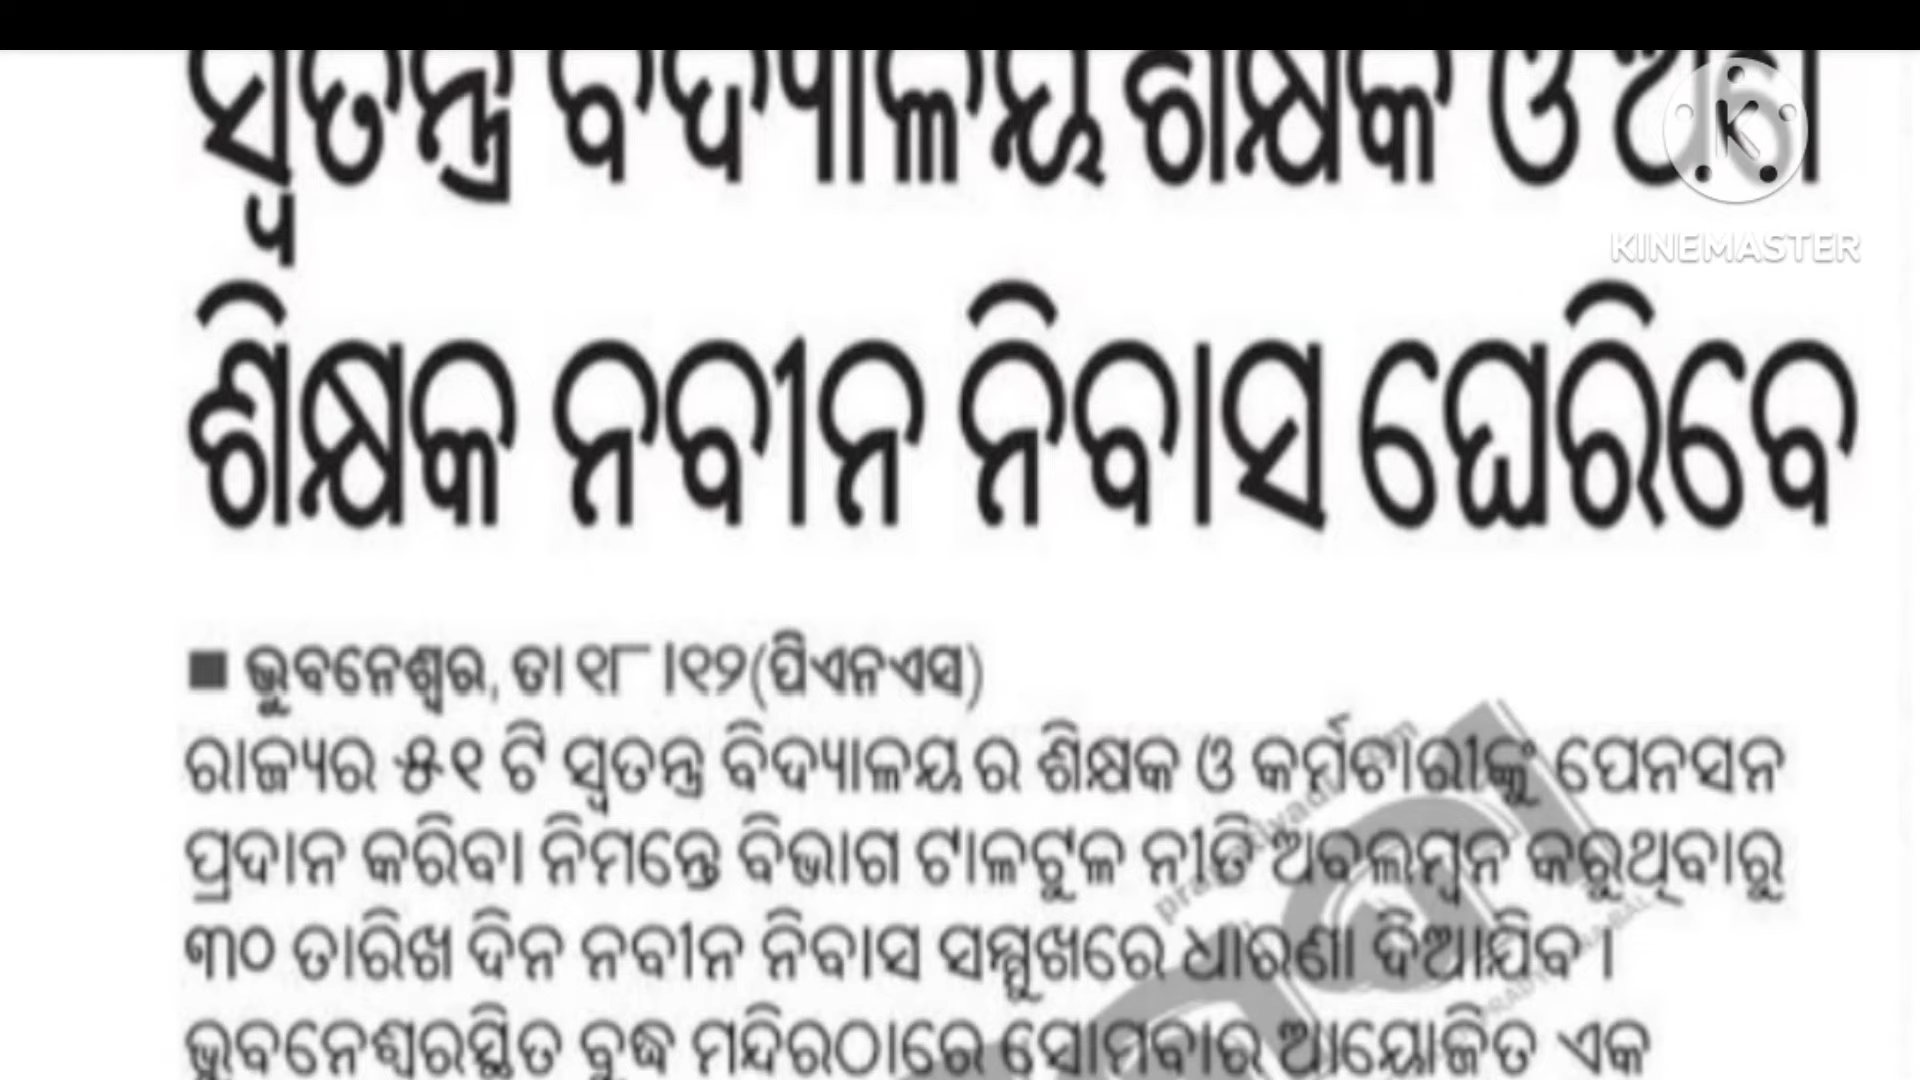 ସ୍ୱତନ୍ତ୍ର ବିଦ୍ୟାଳୟ ଶିକ୍ଷକ ଓ
KINEMASTER
ଶିକ୍ଷକ ନବୀନ ନିବାସ ଘେରିବେ
■ ଭୁବନେଶ୍ୱର, ତା ୧୮।୧୨(ପିଏନଏସ)
ରାଜ୍ୟର ୫୧ ଟି ସ୍ୱତନ୍ତ୍ର ବିଦ୍ୟାଳୟ ର ଶିକ୍ଷକ ଓ କର୍ମଚାରୀଙ୍କୁ ପେନସନ
ପ୍ରଦାନ କରିବା ନିମନ୍ତେ ବିଭାଗ ଟାଳଟୁଳ ନୀତି ଅବଲମ୍ବନ କରୁଥିବାରୁ
୩୦ ତାରିଖ ଦିନ ନବୀନ ନିବାସ ସମ୍ମୁଖରେ ଧାରଣା ଦିଆଯିବ ।
ଭୁବନେଶ୍ୱରସ୍ଥିତ ବୁଦ୍ଧ ମନ୍ଦିରଠାରେ ସୋମବାର ଆୟୋଜିତ ଏକ